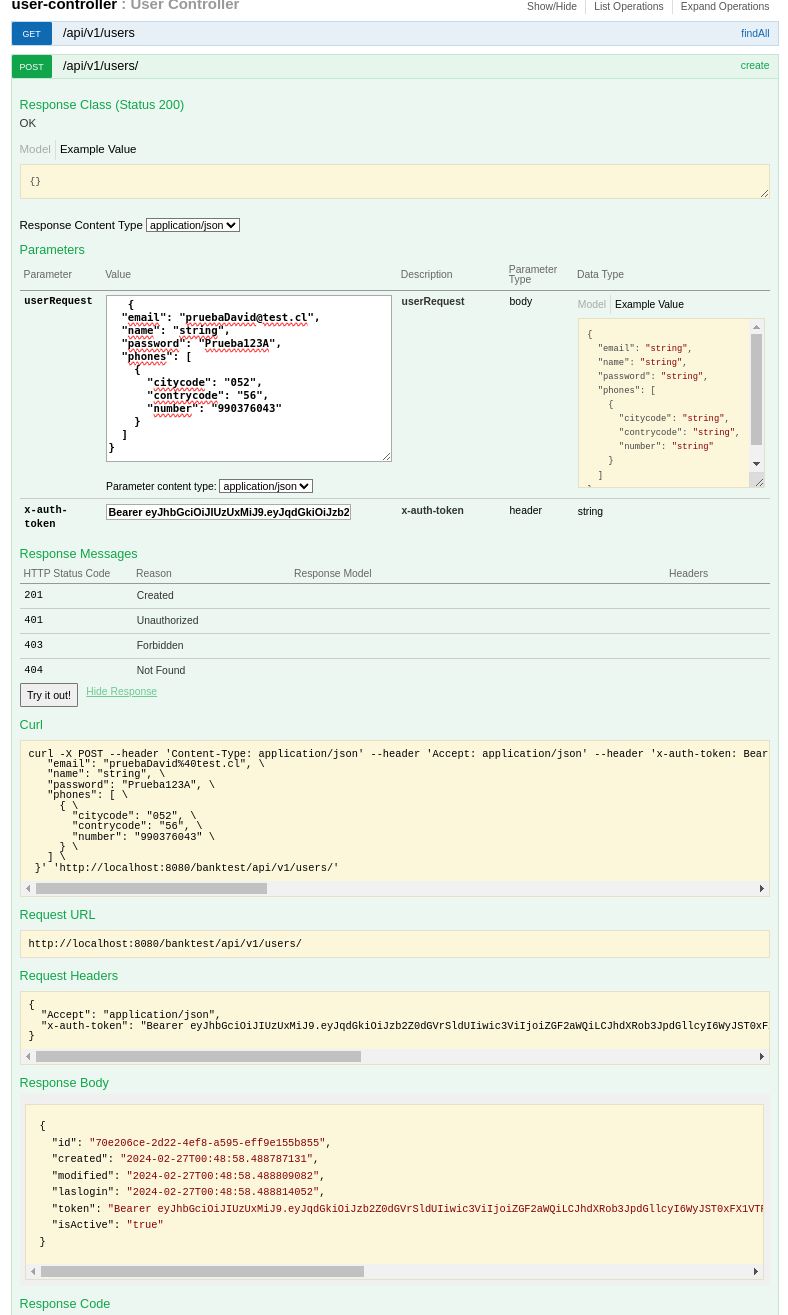 user-controller : User Controller
Show/Hide
List Operations
Expand Operations
GET
/api/v1/users
findAll
POST
/api/v1/users/
create
Response Class (Status 200)
OK
Model
Example Value
{}
Response Content Type application/json
Parameters
Parameter
Value
Description
Parameter Type
Data Type
userRequest
{
"email": "pruebaDavid@test.cl",
"name": "string",
"password": "Prueba123A",
"phones": [
{
"citycode": "052",
"contrycode": "56",
"number": "990376043"
}
]
}
Parameter content type: application/json
userRequest
body
Model
Example Value
{
"email": "string",
"name": "string",
"password": "string",
"phones": [
{
"citycode": "string",
"contrycode": "string",
"number": "string"
}
]
x-auth-token
Bearer eyJhbGciOiJIUzUxMiJ9.eyJqdGkiOiJzb2
x-auth-token
header
string
Response Messages
HTTP Status Code
Reason
Response Model
Headers
201
Created
401
Unauthorized
403
Forbidden
404
Not Found
Try it out!
Hide Response
Curl
curl -X POST --header 'Content-Type: application/json' --header 'Accept: application/json' --header 'x-auth-token: Bear
"email": "pruebaDavid%40test.cl", \
"name": "string", \
"password": "Prueba123A", \
"phones": [ \
{ \
"citycode": "052", \
"contrycode": "56", \
"number": "990376043" \
} \
] \
}' 'http://localhost:8080/banktest/api/v1/users/'
Request URL
http://localhost:8080/banktest/api/v1/users/
Request Headers
{
"Accept": "application/json",
"x-auth-token": "Bearer eyJhbGciOiJIUzUxMiJ9.eyJqdGkiOiJzb2Z0dGVrSldUIiwic3ViIjoiZGF2aWQiLCJhdXRob3JpdGllcyI6WyJST0xF
}
Response Body
{
"id": "70e206ce-2d22-4ef8-a595-eff9e155b855",
"created": "2024-02-27T00:48:58.488787131",
"modified": "2024-02-27T00:48:58.488809082",
"laslogin": "2024-02-27T00:48:58.488814052",
"token": "Bearer eyJhbGciOiJIUzUxMiJ9.eyJqdGkiOiJzb2Z0dGVrSldUIiwic3ViIjoiZGF2aWQiLCJhdXRob3JpdGllcyI6WyJST0xFX1VTR
"isActive": "true"
}
Response Code